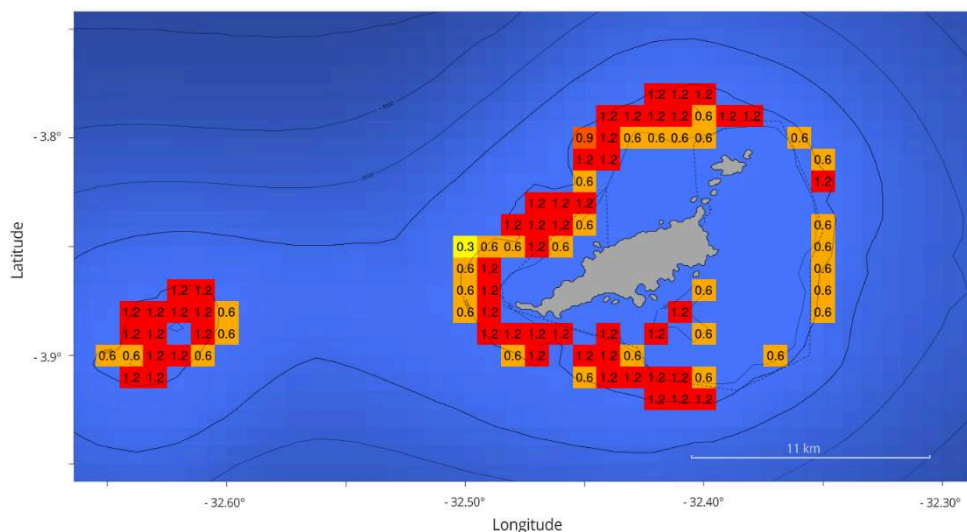 1.2 1.2 1.2
1.2 1.2 1.2 1.2 0.6 1.2 1.2
- 3.8° 0.9 1.2 0.6 0.6 0.6 0.6 0.6
1.2 1.2 0.6
0.6 1.2
1.2 1.2 1.2
1.2 1.2 1.2 0.6 0.6
0.3 0.6 0.6 1.2 0.6 0.6
0.6 1.2 0.6
1.2 1.2 0.6 1.2 0.6 0.6
1.2 1.2 1.2 1.2 0.6 0.6 1.2 1.2 0.6
1.2 1.2 1.2 0.6 1.2 1.2 1.2 1.2 1.2 1.2 0.6
- 3.9° 0.6 0.6 1.2 1.2 0.6 0.6 1.2 1.2 1.2 0.6 0.6
1.2 1.2 0.6 1.2 1.2 1.2 1.2 0.6
1.2 1.2 1.2
Latitude
11 km
- 32.60° - 32.50° - 32.40° - 32.30°
Longitude